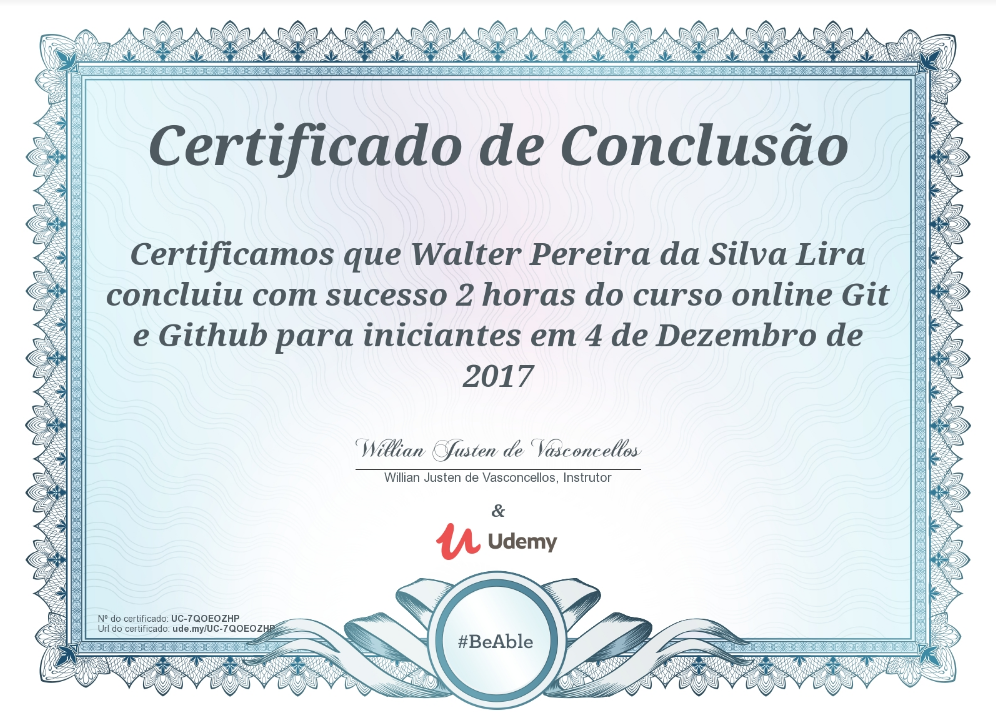 Certificado de Conclusão
Certificamos que Walter Pereira da Silva Lira
concluiu com sucesso 2 horas do curso online Git
e Github para iniciantes em 4 de Dezembro de
2017
Willian Justen de Vasconcellos
Willian Justen de Vasconcellos, Instrutor
&
Udemy
Nº do certificado: UC-7QOEOZHP
Url do certificado: ude.my/UC-7QOEOZHP
#BeAble